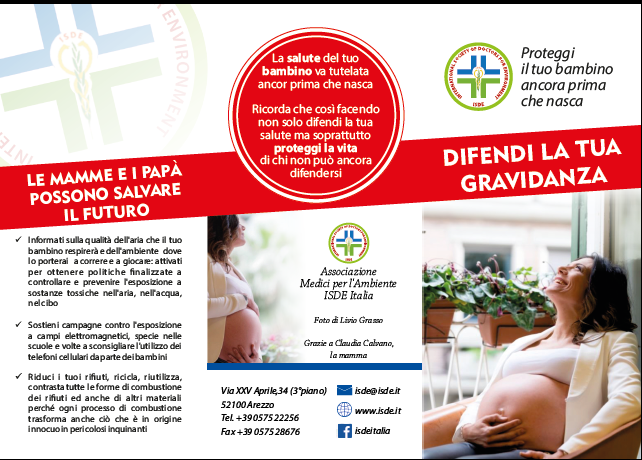 LE MAMME E I PAPÀ
POSSONO SALVARE
IL FUTURO
✓ Informati sulla qualità dell'aria che il tuo
bambino respirerà e dell'ambiente dove
lo porterai a correre e a giocare: attivati
per ottenere politiche finalizzate a
controllare e prevenire l'esposizione a
sostanze tossiche nell'aria, nell'acqua,
nel cibo
✓ Sostieni campagne contro l'esposizione
a campi elettromagnetici, specie nelle
scuole e volte a sconsigliare l'utilizzo dei
telefoni cellulari da parte dei bambini
✓ Riduci i tuoi rifiuti, ricicla, riutilizza,
contrasta tutte le forme di combustione
dei rifiuti ed anche di altri materiali
perché ogni processo di combustione
trasforma anche ciò che è in origine
innocuo in pericolosi inquinanti
La salute del tuo
bambino va tutelata
ancor prima che nasca
Ricorda che così facendo
non solo difendi la tua
salute ma soprattutto
proteggi la vita
di chi non può ancora
difendersi
Associazione
Medici per l'Ambiente
ISDE Italia
Foto di Livio Grasso
Grazie a Claudia Calvano,
la mamma
Via XXV Aprile,34 (3°piano)
52100 Arezzo
Tel. +39 0575 22256
Fax +39 0575 28676
isde@isde.it
www.isde.it
isdeitalia
INTERNATIONAL SOCIETY OF DOCTORS FOR ENVIRONMENT
ISDE
Proteggi
il tuo bambino
ancora prima
che nasca
DIFENDI LA TUA
GRAVIDANZA